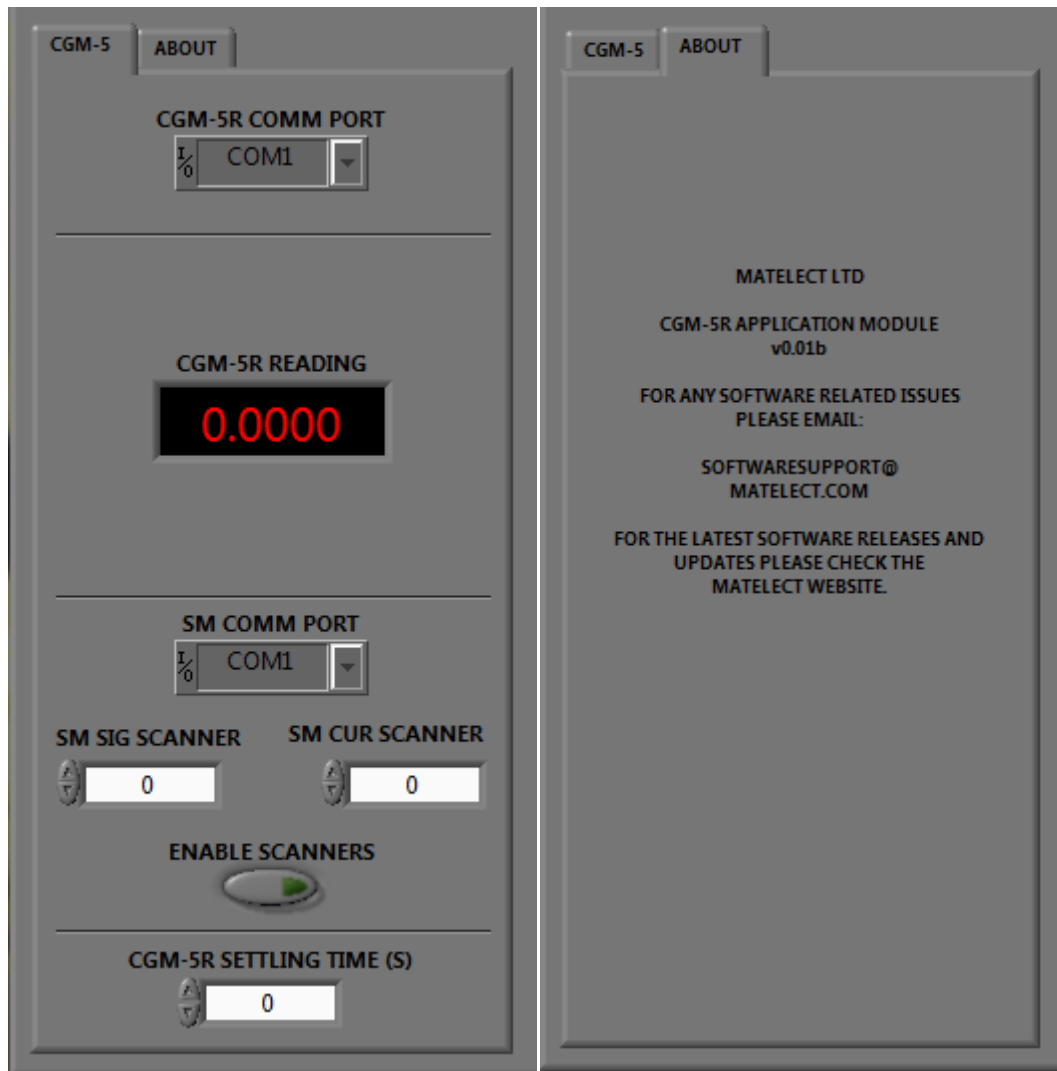 CGM-5 ABOUT
CGM-5R COMM PORT
I/O COM1
CGM-5R READING
0.0000
SM COMM PORT
I/O COM1
SM SIG SCANNER SM CUR SCANNER
0 0
ENABLE SCANNERS
CGM-5R SETTLING TIME (S)
0
CGM-5 ABOUT
MATELECT LTD
CGM-5R APPLICATION MODULE
v0.01b
FOR ANY SOFTWARE RELATED ISSUES
PLEASE EMAIL:
SOFTWARESUPPORT@
MATELECT.COM
FOR THE LATEST SOFTWARE RELEASES AND
UPDATES PLEASE CHECK THE
MATELECT WEBSITE.